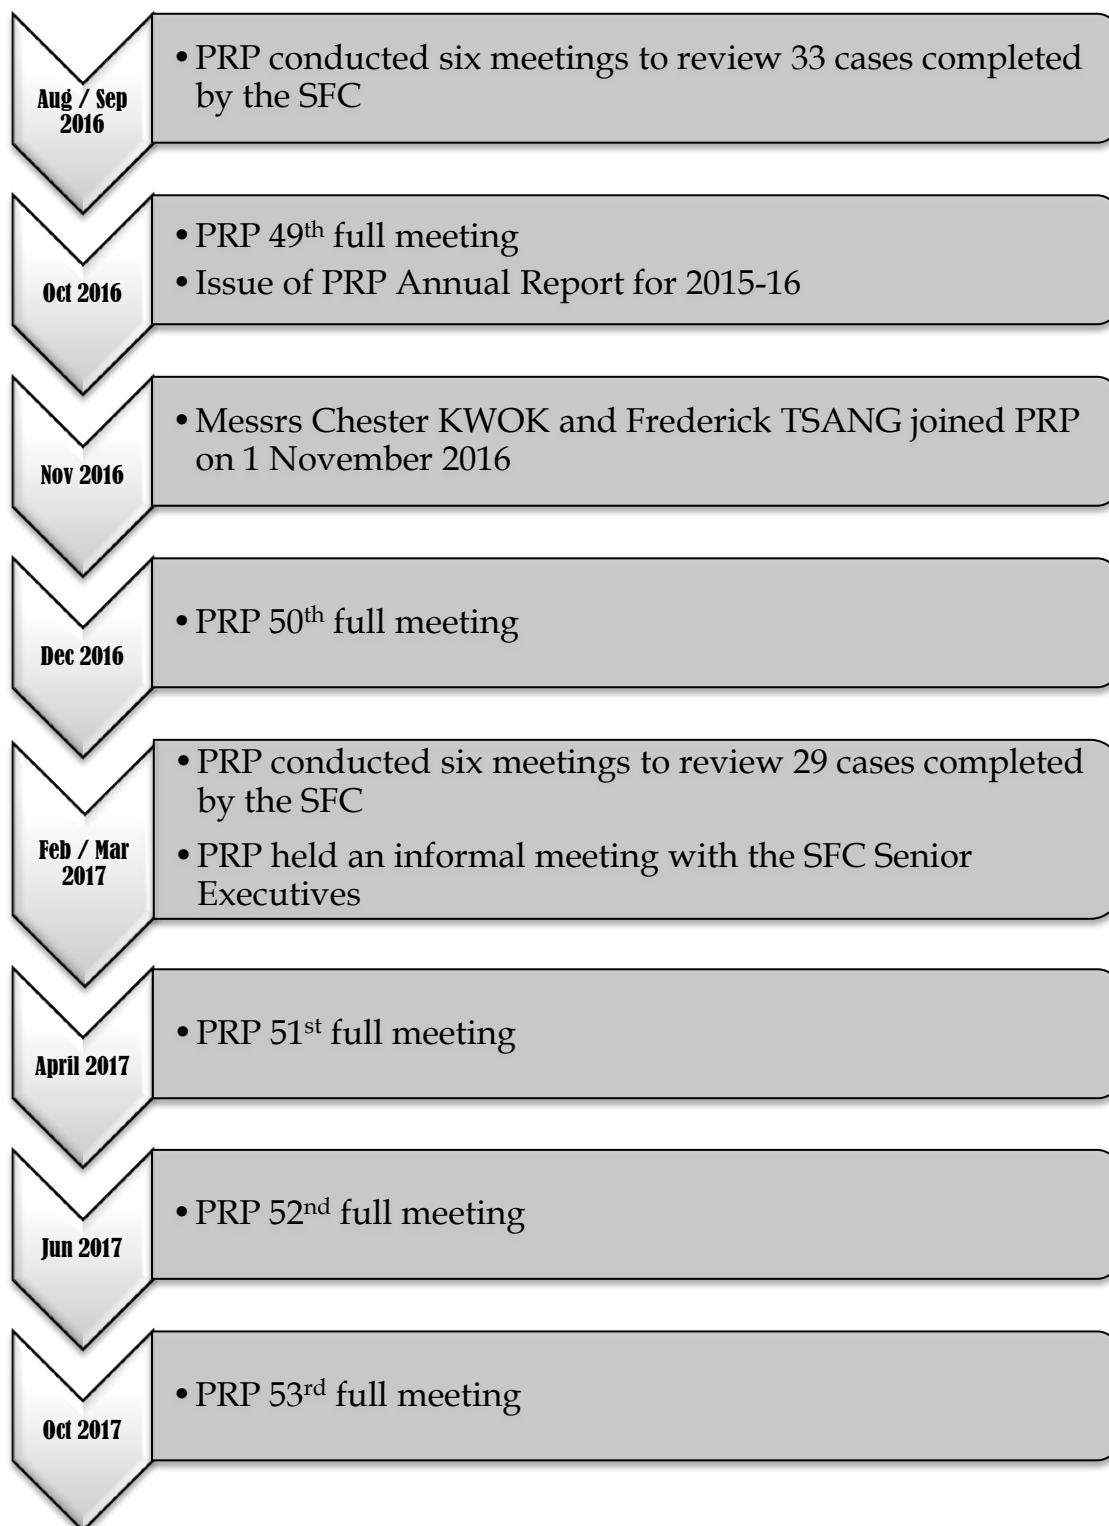 Aug / Sep
2016
• PRP conducted six meetings to review 33 cases completed
by the SFC
Oct 2016
• PRP 49th full meeting
• Issue of PRP Annual Report for 2015-16
Nov 2016
• Messrs Chester KWOK and Frederick TSANG joined PRP
on 1 November 2016
Dec 2016
• PRP 50th full meeting
Feb / Mar
2017
• PRP conducted six meetings to review 29 cases completed
by the SFC
• PRP held an informal meeting with the SFC Senior
Executives
April 2017
• PRP 51st full meeting
Jun 2017
• PRP 52nd full meeting
Oct 2017
• PRP 53rd full meeting